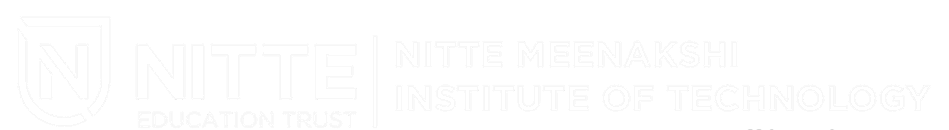 NITTE
EDUCATION TRUST
NITTE MEENAKSHI
INSTITUTE OF TECHNOLOGY